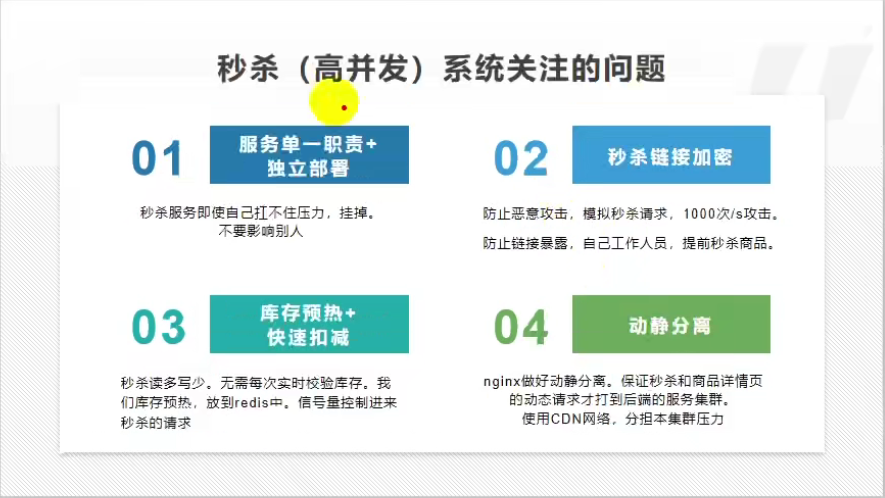 秒杀（高并发）系统关注的问题
01
服务单一职责+
独立部署
秒杀服务即使自己扛不住压力，挂掉。
不要影响别人
02
秒杀链接加密
防止恶意攻击，模拟秒杀请求，1000次/s攻击。
防止链接暴露，自己工作人员，提前秒杀商品。
03
库存预热+
快速扣减
秒杀读多写少。无需每次实时校验库存。我
们库存预热，放到redis中。信号量控制进来
秒杀的请求
04
动静分离
nginx做好动静分离。保证秒杀和商品详情页
的动态请求才打到后端的服务集群。
使用CDN网络，分担本集群压力